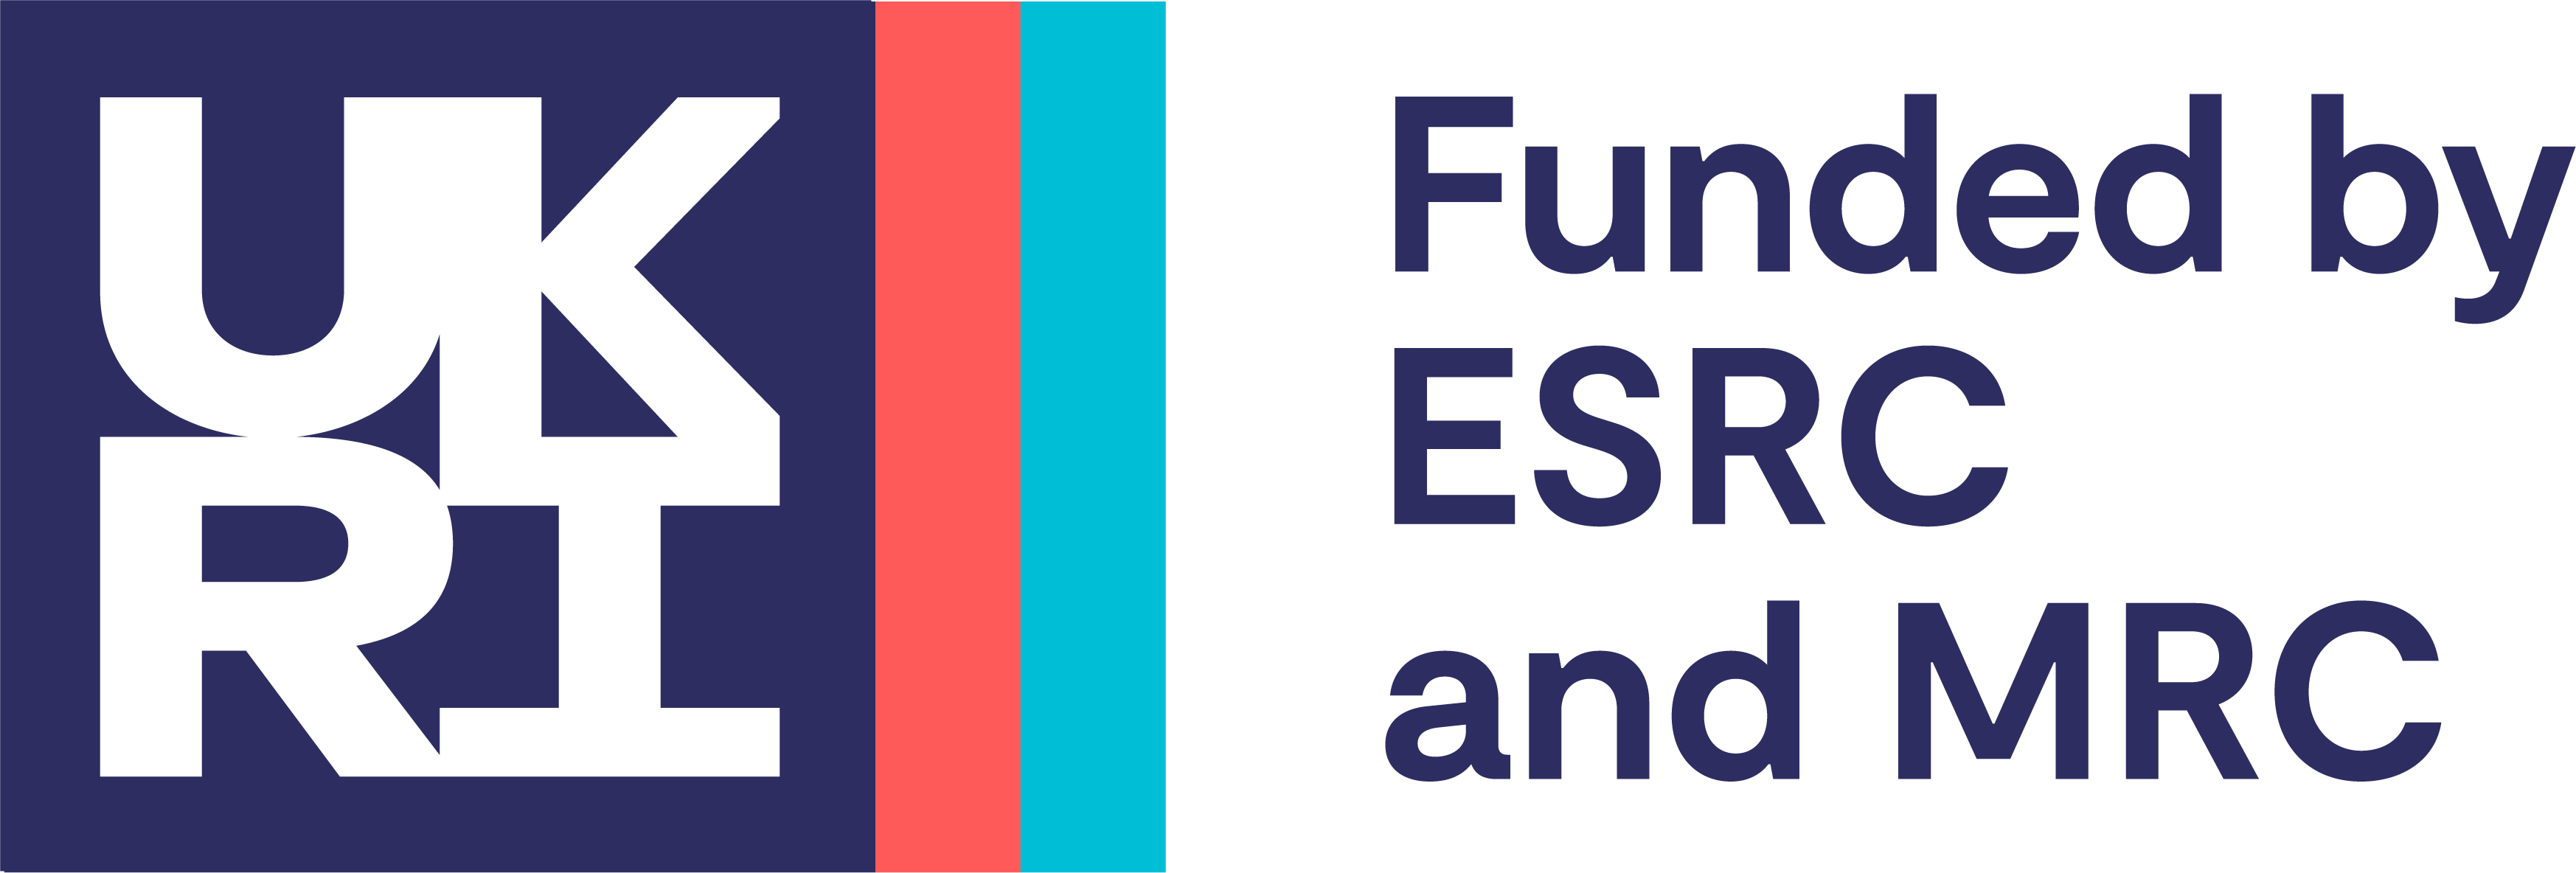 UK
RI
Funded by
ESRC
and MRC